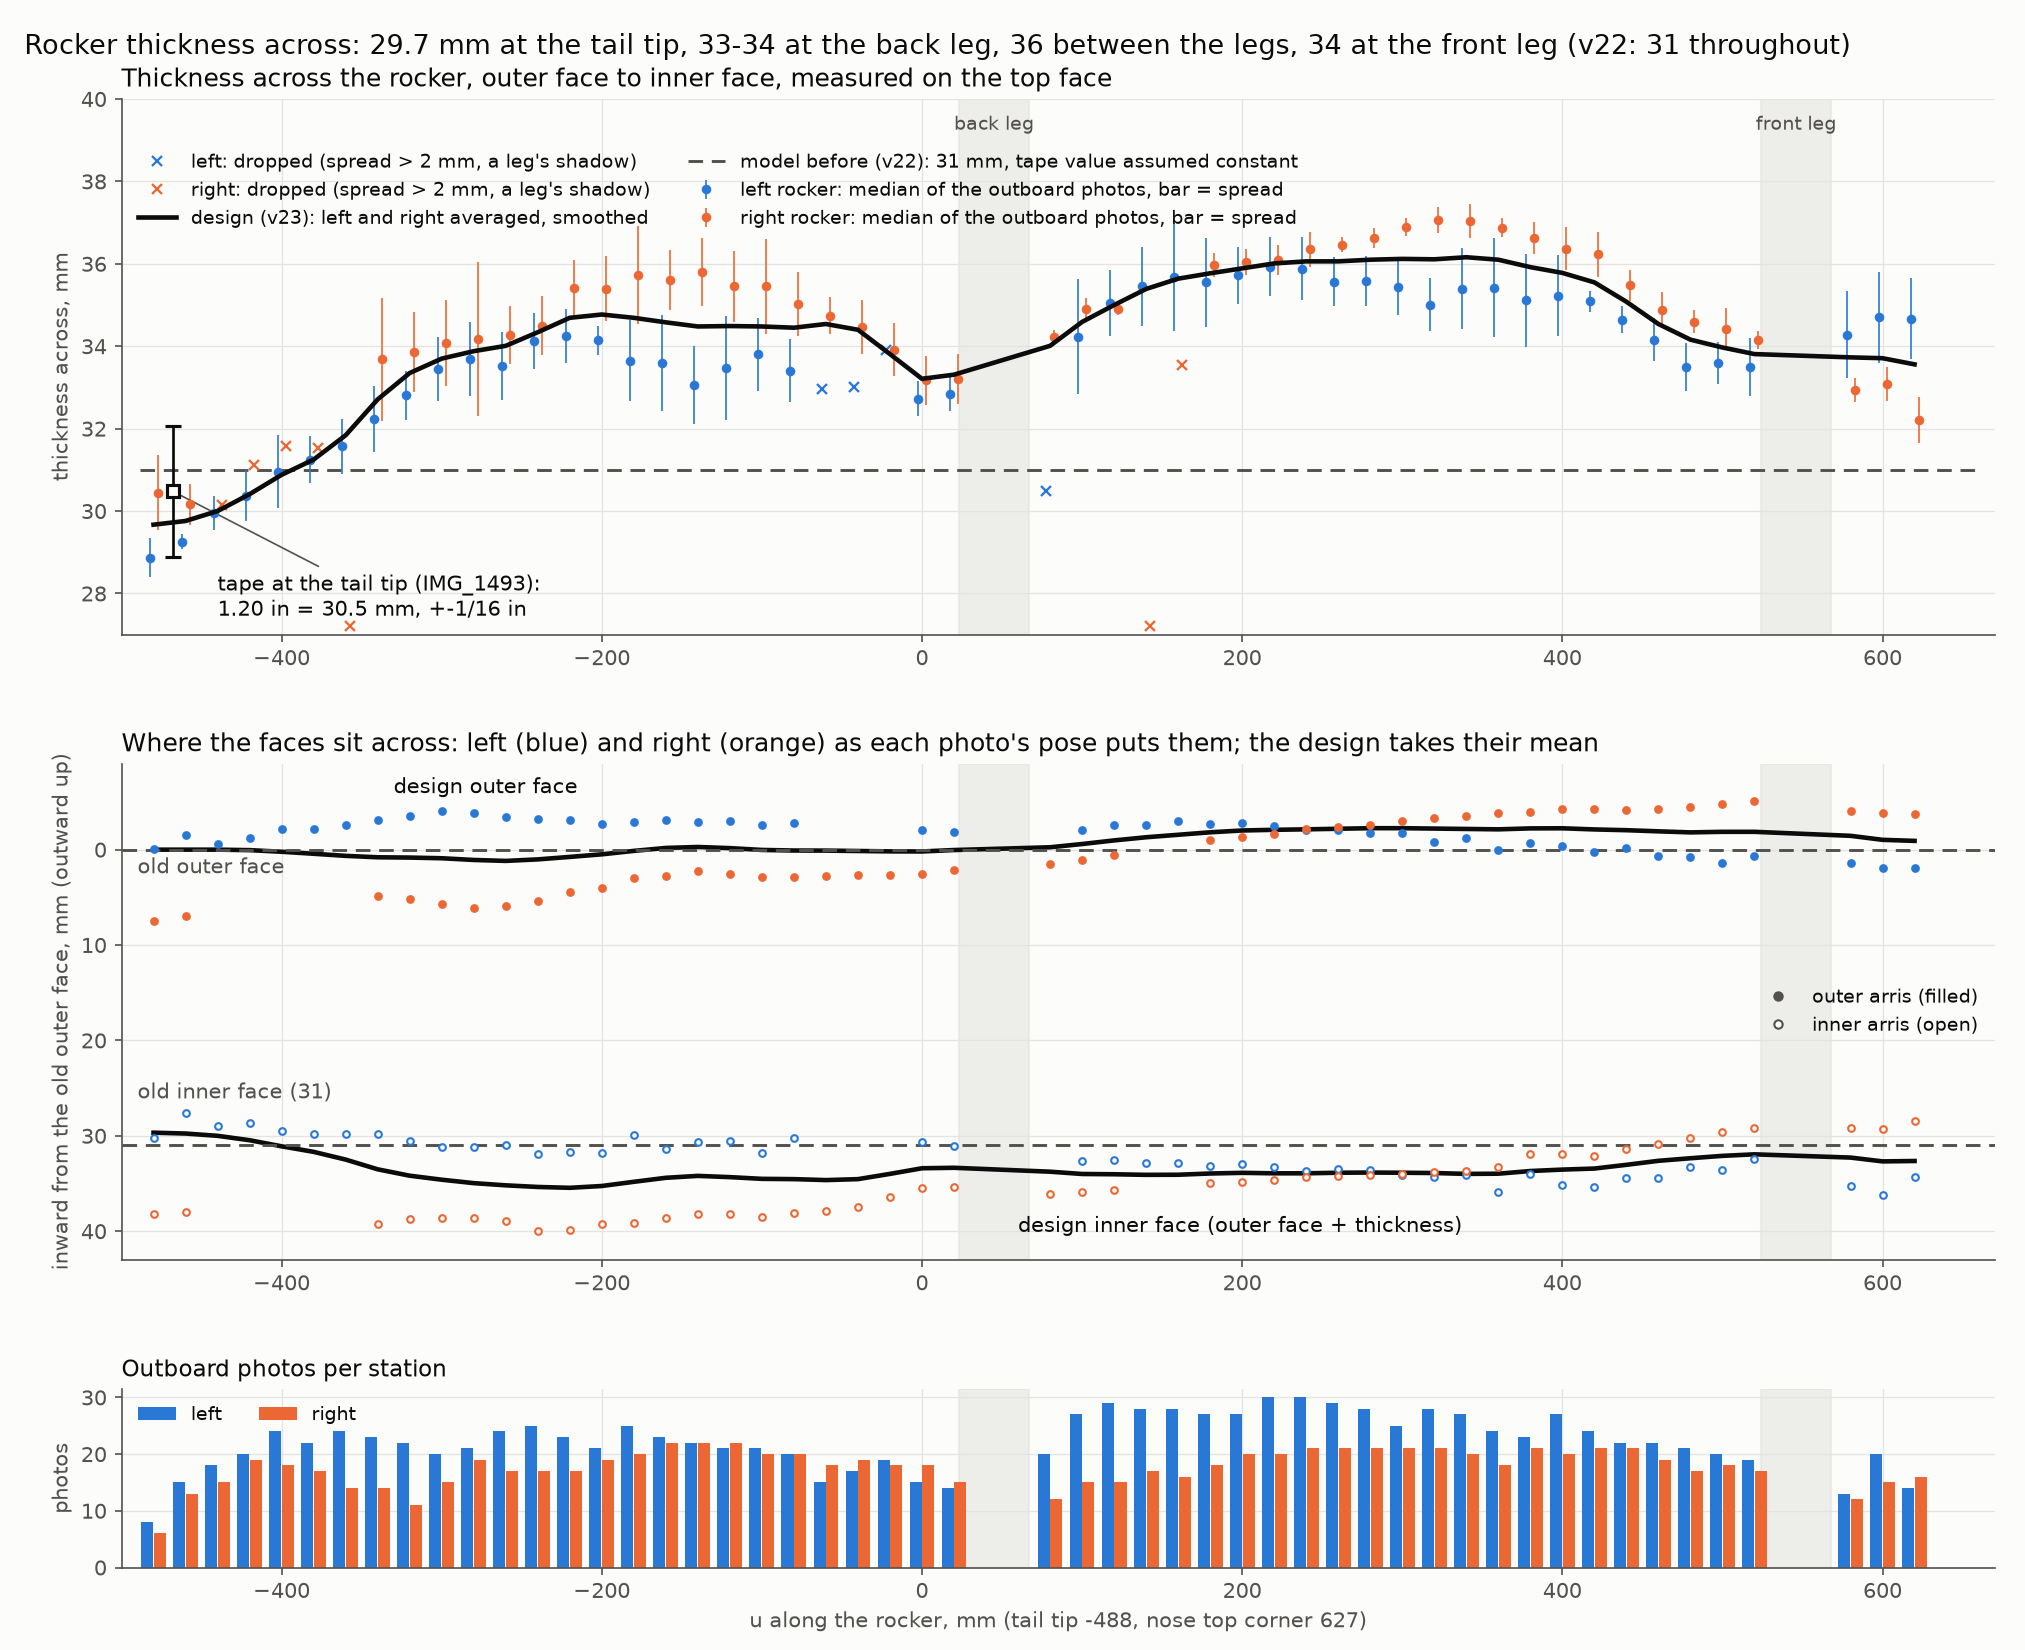 Rocker thickness across: 29.7 mm at the tail tip, 33-34 at the back leg, 36 between the legs, 34 at the front leg (v22: 31 throughout)
Thickness across the rocker, outer face to inner face, measured on the top face
thickness across, mm
40
38
36
34
32
30
28
back leg
front leg
left: dropped (spread > 2 mm, a leg's shadow)
right: dropped (spread > 2 mm, a leg's shadow)
design (v23): left and right averaged, smoothed
model before (v22): 31 mm, tape value assumed constant
left rocker: median of the outboard photos, bar = spread
right rocker: median of the outboard photos, bar = spread
tape at the tail tip (IMG_1493):
1.20 in = 30.5 mm, +-1/16 in
−400
−200
0
200
400
600
Where the faces sit across: left (blue) and right (orange) as each photo's pose puts them; the design takes their mean
inward from the old outer face, mm (outward up)
0
10
20
30
40
design outer face
old outer face
outer arris (filled)
inner arris (open)
old inner face (31)
design inner face (outer face + thickness)
−400
−200
0
200
400
600
Outboard photos per station
photos
30
20
10
0
left
right
−400
−200
0
200
400
600
u along the rocker, mm (tail tip -488, nose top corner 627)